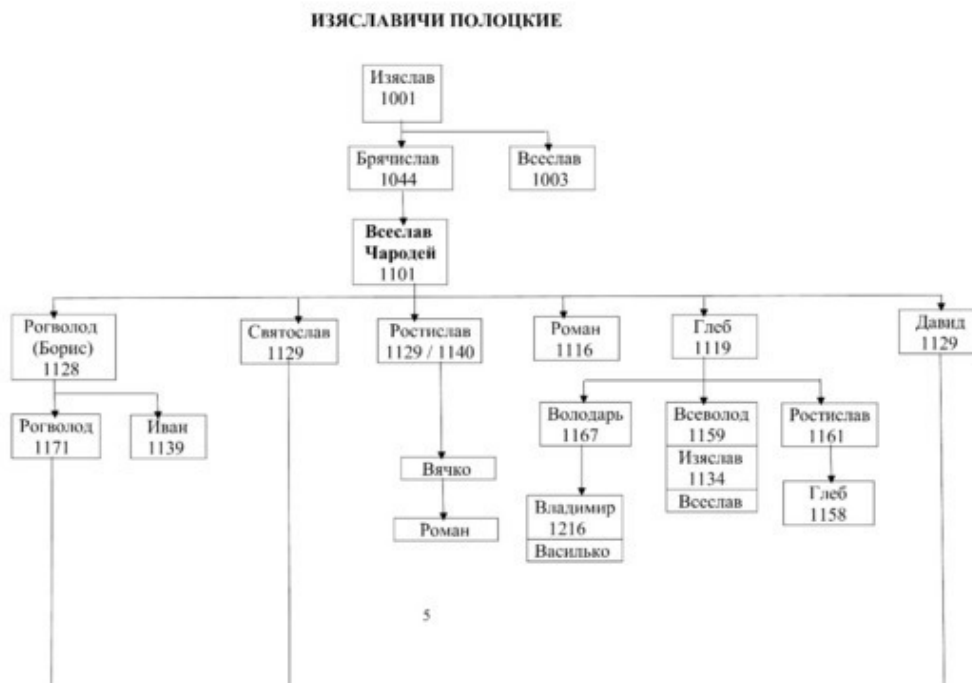 ИЗЯСЛАВИЧИ ПОЛОЦКИЕ
Изяслав
1001
Брячислав
1044
Всеслав
1003
Всеслав
Чародей
1101
Рогволод
(Борис)
1128
Святослав
1129
Ростислав
1129 / 1140
Роман
1116
Глеб
1119
Давид
1129
Рогволод
1171
Иван
1139
Володарь
1167
Всеволод
1159
Изяслав
1134
Всеслав
Ростислав
1161
Вячко
Роман
Владимир
1216
Василько
Глеб
1158
5